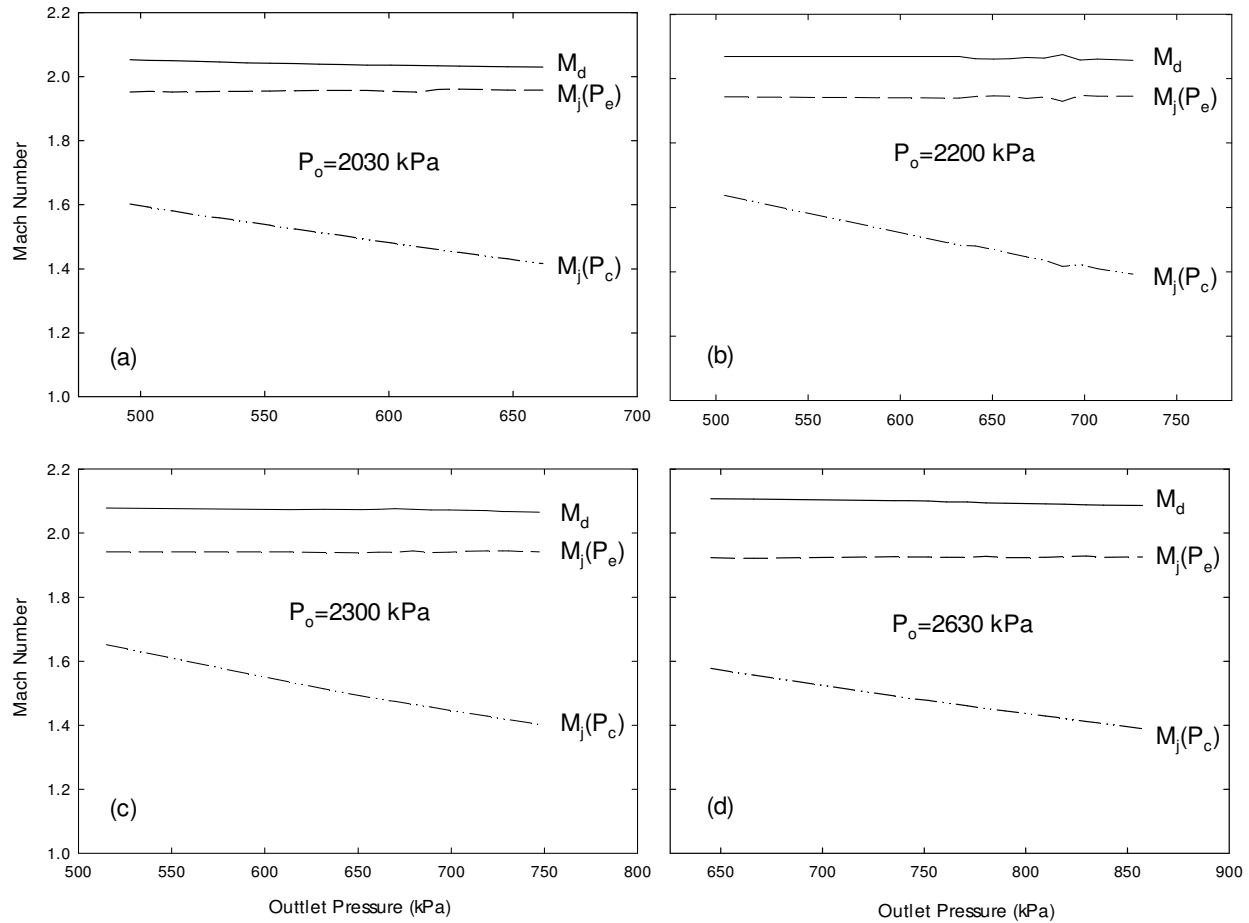 2.2
2.0
1.8
1.6
1.4
1.2
1.0
Mach Number
M_d
M_j(P_e)
P_o=2030 kPa
M_j(P_c)
(a)
500 550 600 650 700
M_d
M_j(P_e)
P_o=2200 kPa
M_j(P_c)
(b)
500 550 600 650 700 750
2.2
2.0
1.8
1.6
1.4
1.2
1.0
Mach Number
M_d
M_j(P_e)
P_o=2300 kPa
M_j(P_c)
(c)
500 550 600 650 700 750 800
Outtlet Pressure (kPa)
M_d
M_j(P_e)
P_o=2630 kPa
M_j(P_c)
(d)
650 700 750 800 850 900
Outlet Pressure (kPa)